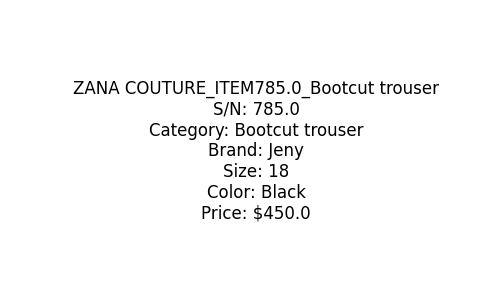 ZANA COUTURE_ITEM785.0_Bootcut trouser
S/N: 785.0
Category: Bootcut trouser
Brand: Jeny
Size: 18
Color: Black
Price: $450.0